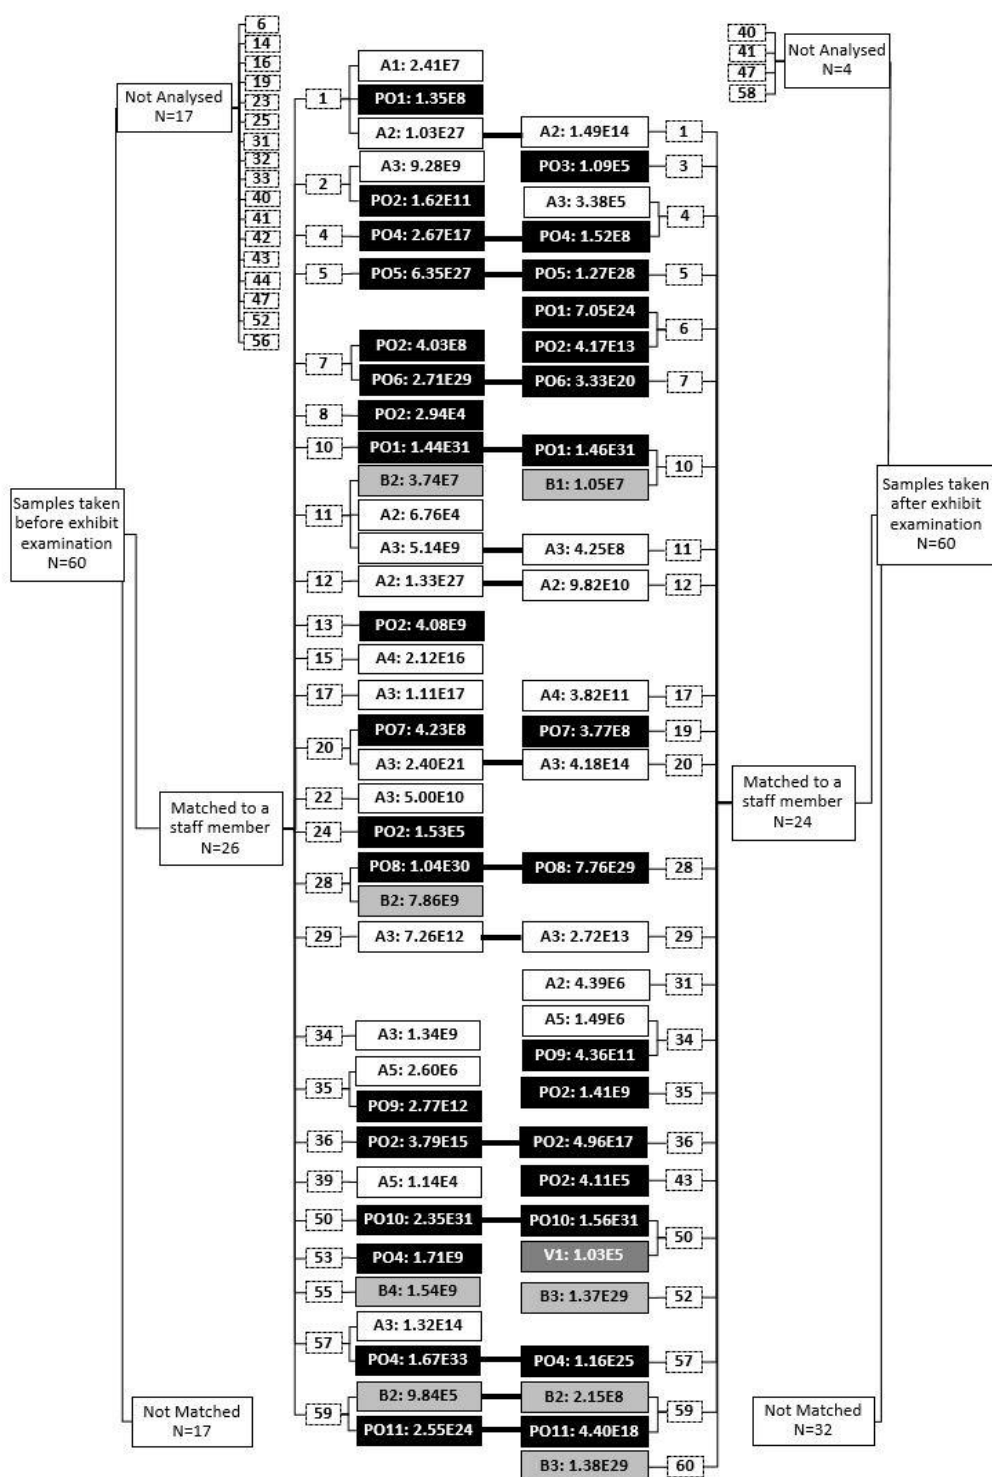 Samples taken
before exhibit
examination
N=60
Not Analysed
N=17
6
14
16
19
23
25
31
32
33
40
41
42
43
44
47
52
56
Matched to a
staff member
N=26
1
A1: 2.41E7
PO1: 1.35E8
A2: 1.03E27
2
A3: 9.28E9
PO2: 1.62E11
4
PO4: 2.67E17
5
PO5: 6.35E27
7
PO2: 4.03E8
PO6: 2.71E29
8
PO2: 2.94E4
10
PO1: 1.44E31
11
B2: 3.74E7
A2: 6.76E4
A3: 5.14E9
12
A2: 1.33E27
13
PO2: 4.08E9
15
A4: 2.12E16
17
A3: 1.11E17
20
PO7: 4.23E8
A3: 2.40E21
22
A3: 5.00E10
24
PO2: 1.53E5
28
PO8: 1.04E30
B2: 7.86E9
29
A3: 7.26E12
34
A3: 1.34E9
35
A5: 2.60E6
PO9: 2.77E12
36
PO2: 3.79E15
39
A5: 1.14E4
50
PO10: 2.35E31
53
PO4: 1.71E9
55
B4: 1.54E9
57
A3: 1.32E14
PO4: 1.67E33
59
B2: 9.84E5
PO11: 2.55E24
Not Matched
N=17
A2: 1.49E14
1
PO3: 1.09E5
3
A3: 3.38E5
PO4: 1.52E8
4
PO5: 1.27E28
5
PO1: 7.05E24
PO2: 4.17E13
6
PO6: 3.33E20
7
PO1: 1.46E31
B1: 1.05E7
10
A3: 4.25E8
11
A2: 9.82E10
12
A4: 3.82E11
17
PO7: 3.77E8
19
A3: 4.18E14
20
PO8: 7.76E29
28
A3: 2.72E13
29
A2: 4.39E6
31
A5: 1.49E6
PO9: 4.36E11
34
PO2: 1.41E9
35
PO2: 4.96E17
36
PO2: 4.11E5
43
PO10: 1.56E31
V1: 1.03E5
50
B3: 1.37E29
52
PO4: 1.16E25
57
B2: 2.15E8
PO11: 4.40E18
59
B3: 1.38E29
60
40
41
47
58
Not Analysed
N=4
Samples taken
after exhibit
examination
N=60
Matched to a
staff member
N=24
Not Matched
N=32